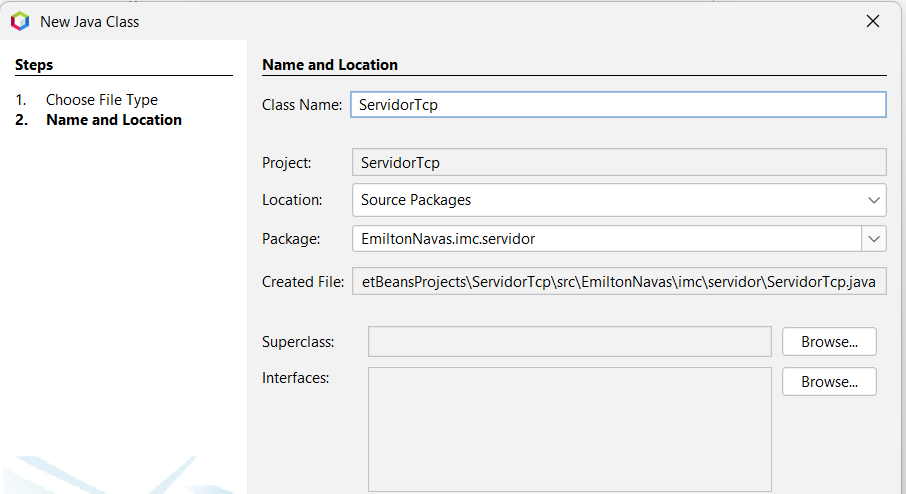 New Java Class
Steps
1. Choose File Type
2. Name and Location
Name and Location
Class Name: ServidorTcp
Project: ServidorTcp
Location: Source Packages
Package: EmiltonNavas.imc.servidor
Created File: etBeansProjects\ServidorTcp\src\EmiltonNavas\imc\servidor\ServidorTcp.java
Superclass: Browse...
Interfaces: Browse...